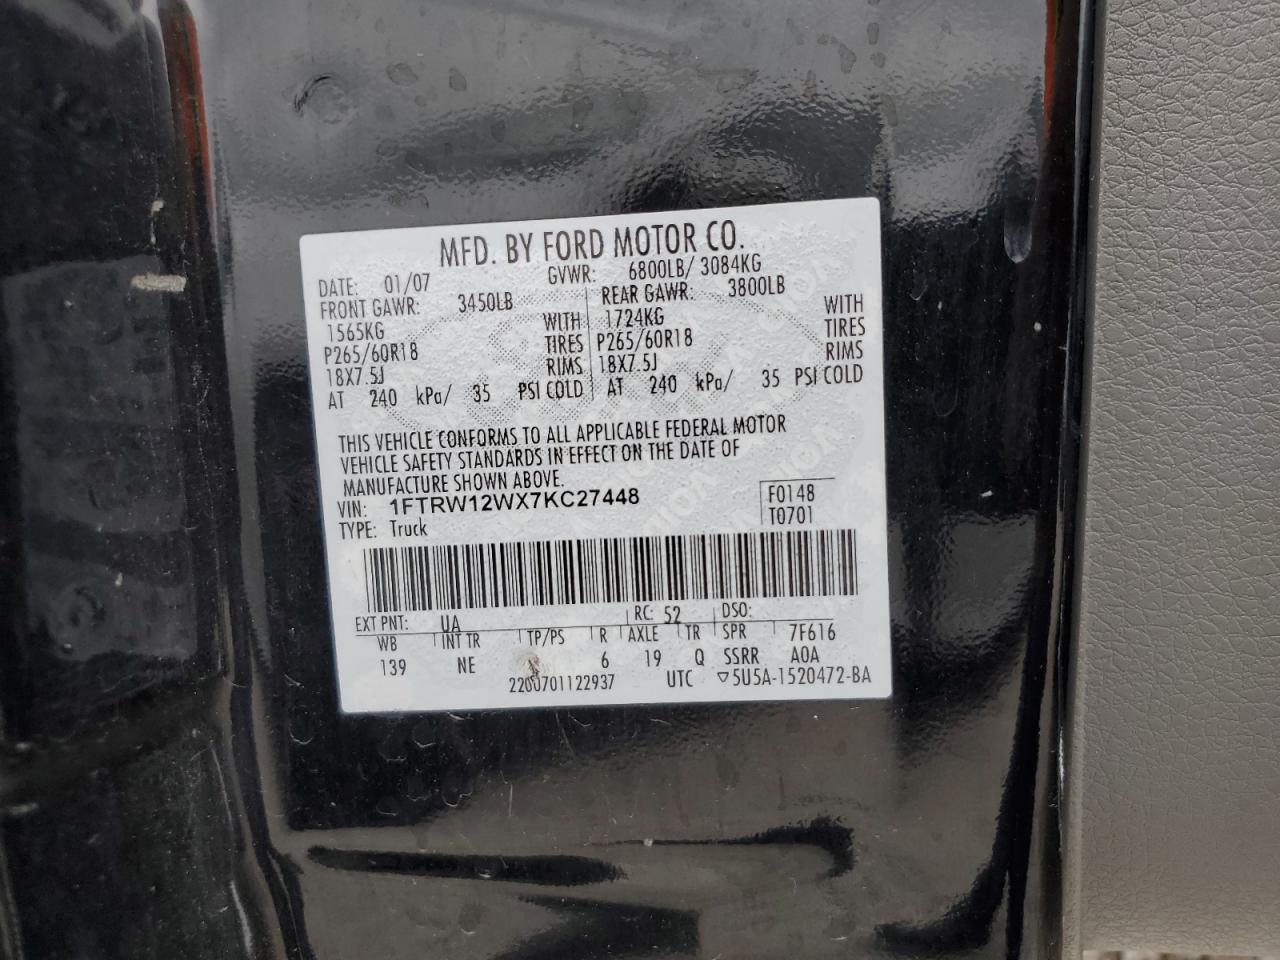 MFD. BY FORD MOTOR CO.
DATE: 01/07 GVWR: 6800LB/ 3084KG
FRONT GAWR: 3450LB REAR GAWR: 3800LB
1565KG WITH 1724KG WITH
P265/60R18 TIRES P265/60R18 TIRES
18X7.5J RIMS 18X7.5J RIMS
AT 240 kPa/ 35 PSI COLD AT 240 kPa/ 35 PSI COLD
THIS VEHICLE CONFORMS TO ALL APPLICABLE FEDERAL MOTOR
VEHICLE SAFETY STANDARDS IN EFFECT ON THE DATE OF
MANUFACTURE SHOWN ABOVE.
VIN: 1FTRW12WX7KC27448 F0148
TYPE: Truck T0701
EXT PNT: UA RC: 52 DSO:
WB INT TR TP/PS R AXLE TR SPR 7F616
139 NE 6 19 Q SSRR A0A
2200701122937 UTC ▽5U5A-1520472-BA